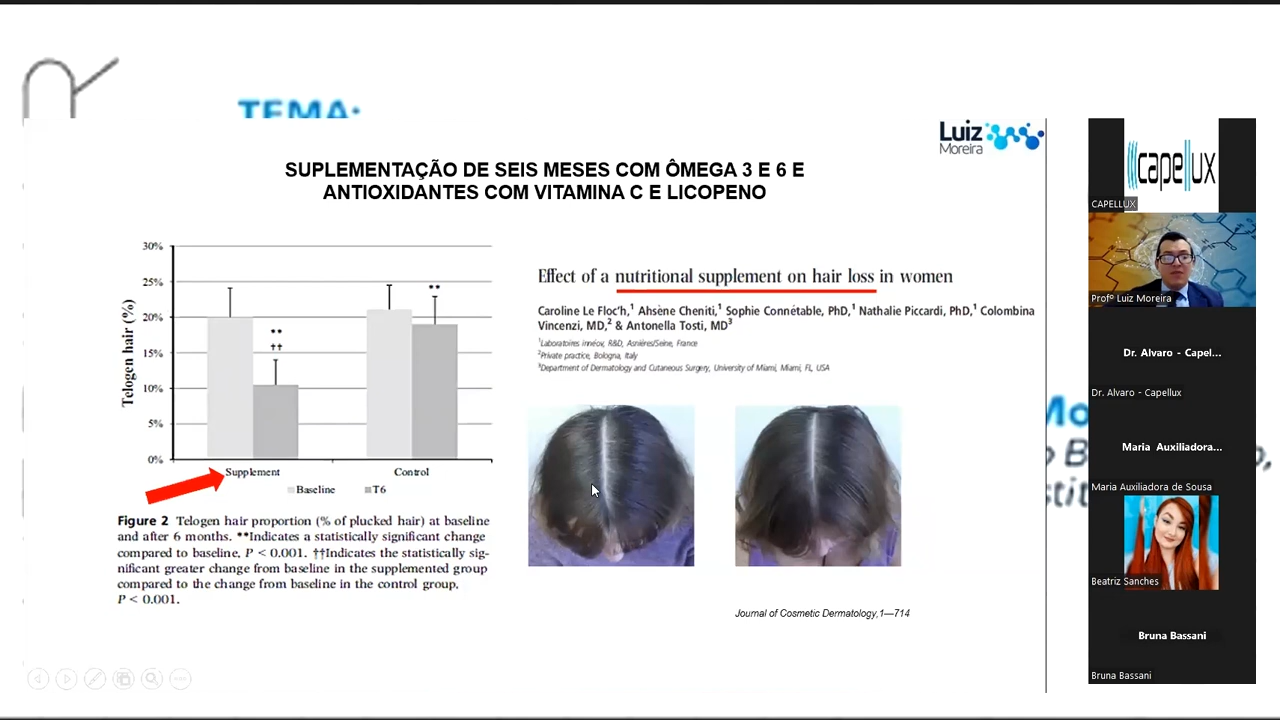 TEMA:
Luiz
Moreira
SUPLEMENTAÇÃO DE SEIS MESES COM ÔMEGA 3 E 6 E
ANTIOXIDANTES COM VITAMINA C E LICOPENO
30%
25%
20%
15%
10%
5%
0%
Telogen hair (%)
**
††
**
Supplement
Control
Baseline
T6
Figure 2 Telogen hair proportion (% of plucked hair) at baseline
and after 6 months. **Indicates a statistically significant change
compared to baseline, P < 0.001. ††Indicates the statistically sig-
nificant greater change from baseline in the supplemented group
compared to the change from baseline in the control group,
P < 0.001.
Effect of a nutritional supplement on hair loss in women
Caroline Le Floc'h,1 Ahsène Cheniti,1 Sophie Connétable, PhD,1 Nathalie Piccardi, PhD,1 Colombina
Vincenzi, MD,2 & Antonella Tosti, MD3
1Laboratoires innéov, R&D, Asnières/Seine, France
2Private practice, Bologna, Italy
3Department of Dermatology and Cutaneous Surgery, University of Miami, Miami, FL, USA
Journal of Cosmetic Dermatology,1—714
capellux
CAPELLUX
Profº Luiz Moreira
Dr. Alvaro - Capel...
Dr. Alvaro - Capellux
Maria Auxiliadora...
Maria Auxiliadora de Sousa
Beatriz Sanches
Bruna Bassani
Bruna Bassani